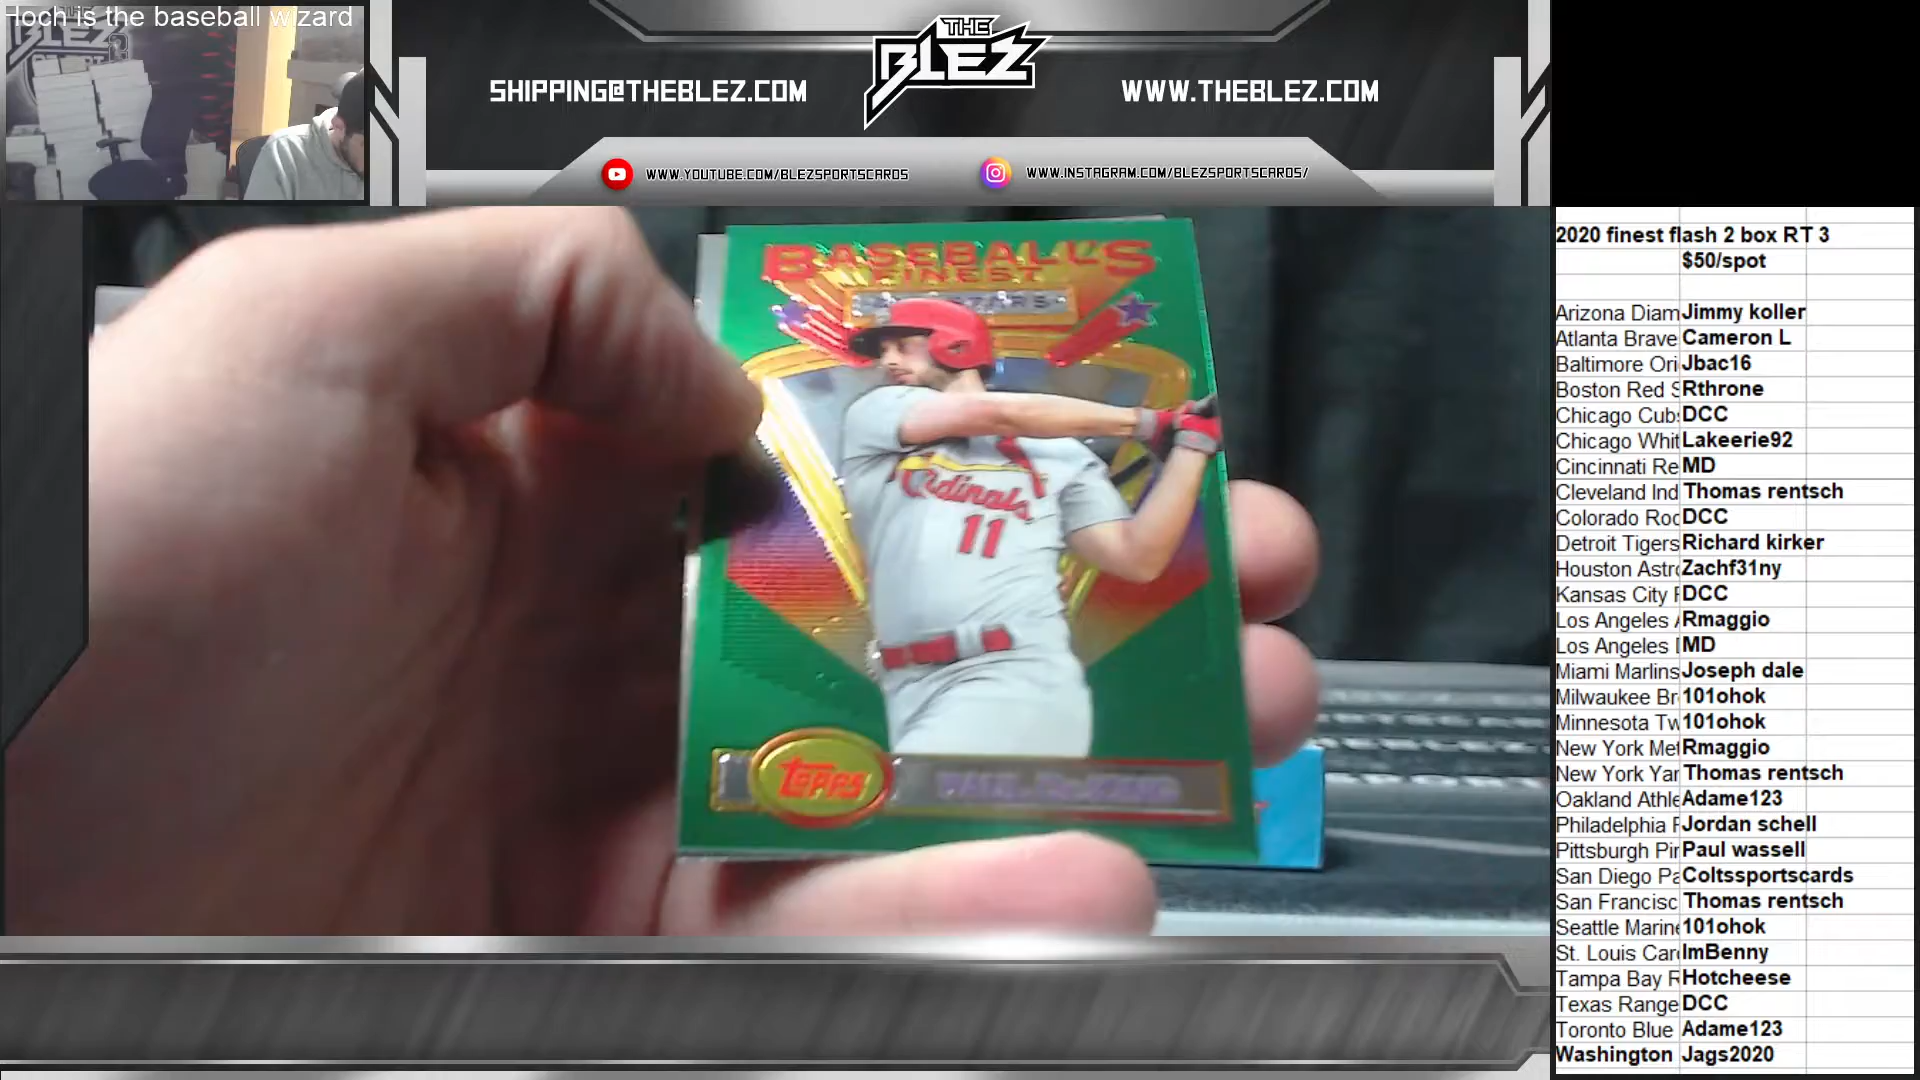 Hoch is the baseball wizard
THE
BLEZ
SHIPPING@THEBLEZ.COM
WWW.THEBLEZ.COM
WWW.YOUTUBE.COM/BLEZSPORTSCARDS
WWW.INSTAGRAM.COM/BLEZSPORTSCARDS/
BASEBALL'S
FINEST
Cardinals
11
TOPPS
2020 finest flash 2 box RT 3
$50/spot
Arizona Diam Jimmy koller
Atlanta Brave Cameron L
Baltimore Ori Jbac16
Boston Red S Rthrone
Chicago Cubs DCC
Chicago Whit Lakeerie92
Cincinnati Re MD
Cleveland Ind Thomas rentsch
Colorado Roc DCC
Detroit Tigers Richard kirker
Houston Astro Zachf31ny
Kansas City R DCC
Los Angeles A Rmaggio
Los Angeles D MD
Miami Marlins Joseph dale
Milwaukee Br 101ohok
Minnesota Tw 101ohok
New York Met Rmaggio
New York Yan Thomas rentsch
Oakland Athle Adame123
Philadelphia P Jordan schell
Pittsburgh Pir Paul wassell
San Diego Pa Coltssportscards
San Francisc Thomas rentsch
Seattle Marine 101ohok
St. Louis Car ImBenny
Tampa Bay R Hotcheese
Texas Range DCC
Toronto Blue Adame123
Washington Jags2020